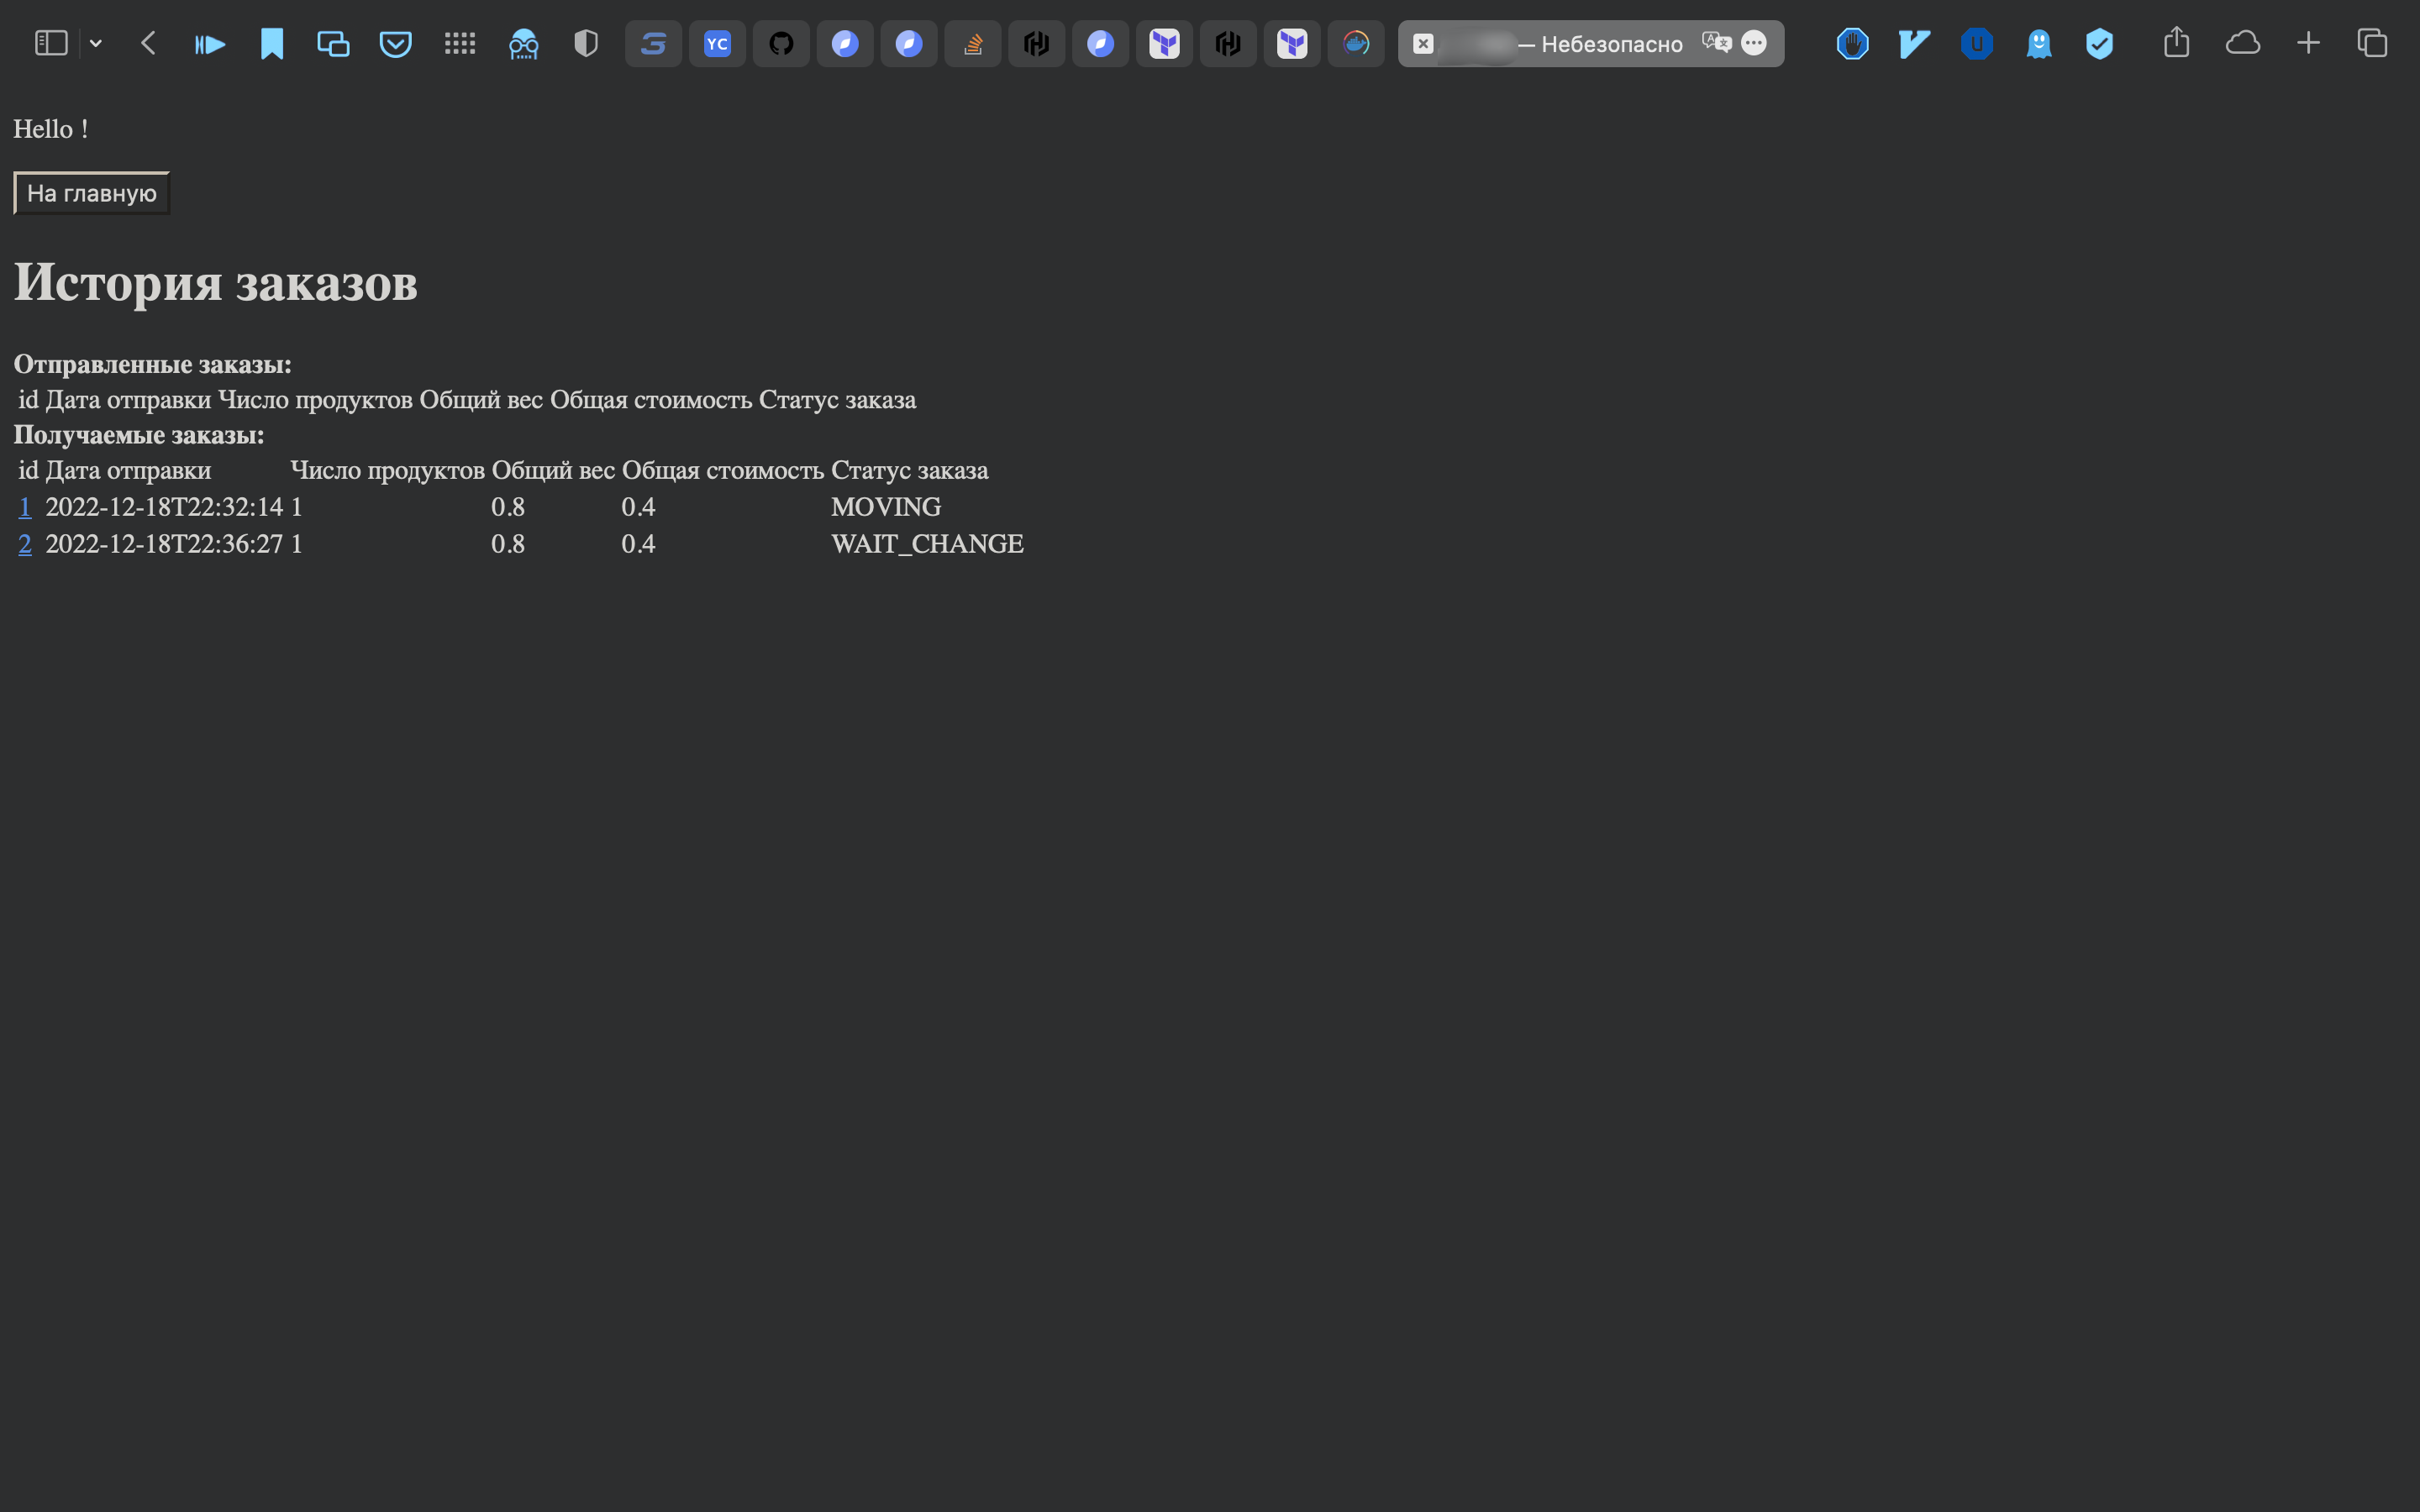 YC
— Небезопасно
Hello !
На главную
История заказов
Отправленные заказы:
id Дата отправки Число продуктов Общий вес Общая стоимость Статус заказа
Получаемые заказы:
id Дата отправки Число продуктов Общий вес Общая стоимость Статус заказа
1 2022-12-18T22:32:14 1 0.8 0.4 MOVING
2 2022-12-18T22:36:27 1 0.8 0.4 WAIT_CHANGE